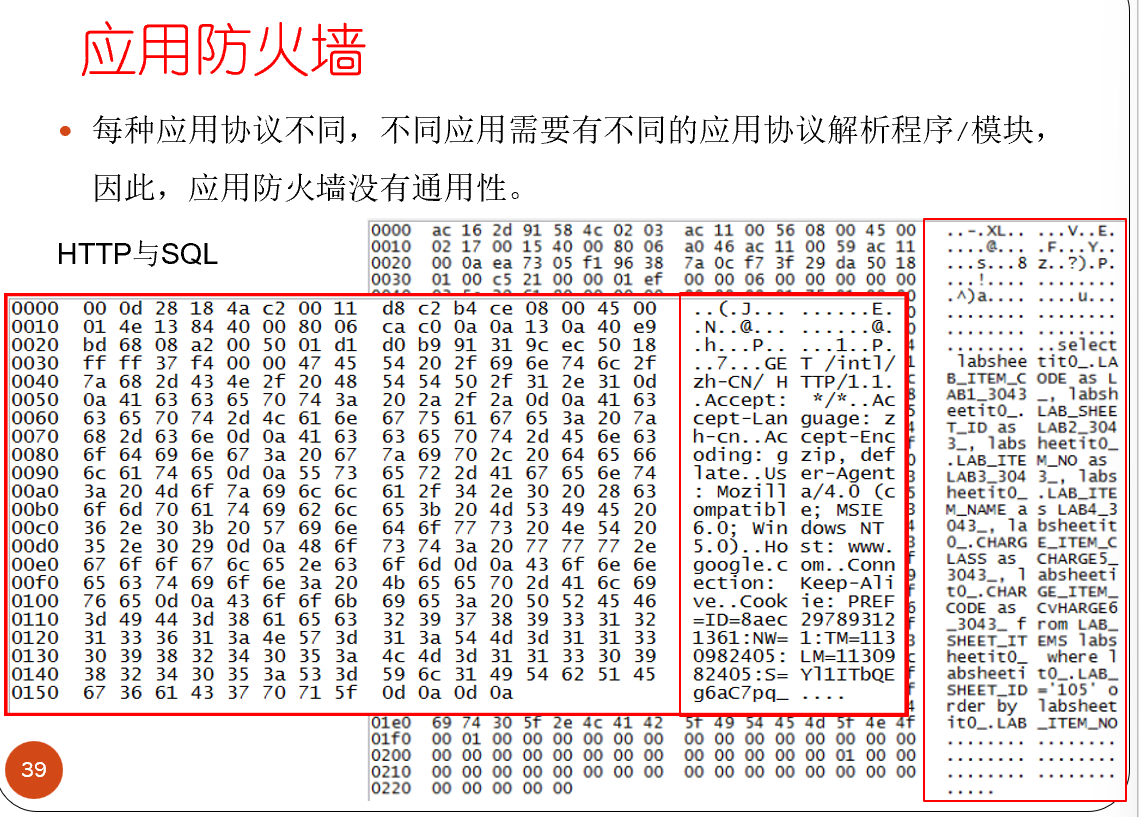 应用防火墙
• 每种应用协议不同，不同应用需要有不同的应用协议解析程序/模块，
因此，应用防火墙没有通用性。
HTTP与SQL
0000 ac 16 2d 91 58 4c 02 03 ac 11 00 56 08 00 45 00 ..-.XL.. ...V..E.
0010 02 17 00 15 40 00 80 06 a0 46 ac 11 00 59 ac 11 ....@... .F...Y..
0020 00 0a ea 73 05 f1 96 38 7a 0c f7 3f 29 da 50 18 ...s...8 z..?).P.
0030 01 00 c5 21 00 00 01 ef 00 00 06 00 00 00 00 00 ...!.... ........
.^)a.... ....u...
........ ........
........ ........
........ ..select
labshee tit0_.LA
B_ITEM_C ODE as L
AB1_3043 _, labsh
eetit0_. LAB_SHEE
T_ID as LAB2_304
3_, labs heetit0_
.LAB_ITE M_NO as
LAB3_304 3_, labs
heetit0_ .LAB_ITE
M_NAME a s LAB4_3
043_, la bsheetit
0_.CHARG E_ITEM_C
LASS as CHARGE5_
3043_, l absheeti
t0_.CHAR GE_ITEM_
CODE as CvHARGE6
_3043_ f rom LAB_
SHEET_IT EMS labs
heetit0_ where l
absheeti t0_.LAB_
SHEET_ID ='105' o
rder by labsheet
it0_.LAB _ITEM_NO
0000 00 0d 28 18 4a c2 00 11 d8 c2 b4 ce 08 00 45 00 ..(.J... ......E.
0010 01 4e 13 84 40 00 80 06 ca c0 0a 0a 13 0a 40 e9 .N..@... ......@.
0020 bd 68 08 a2 00 50 01 d1 d0 b9 91 31 9c ec 50 18 .h...P.. ...1..P.
0030 ff ff 37 f4 00 00 47 45 54 20 2f 69 6e 74 6c 2f ..7...GE T /intl/
0040 7a 68 2d 43 4e 2f 20 48 54 54 50 2f 31 2e 31 0d zh-CN/ H TTP/1.1.
0050 0a 41 63 63 65 70 74 3a 20 2a 2f 2a 0d 0a 41 63 .Accept: */*..Ac
0060 63 65 70 74 2d 4c 61 6e 67 75 61 67 65 3a 20 7a cept-Lan guage: z
0070 68 2d 63 6e 0d 0a 41 63 63 65 70 74 2d 45 6e 63 h-cn..Ac cept-Enc
0080 6f 64 69 6e 67 3a 20 67 7a 69 70 2c 20 64 65 66 oding: g zip, def
0090 6c 61 74 65 0d 0a 55 73 65 72 2d 41 67 65 6e 74 late..Us er-Agent
00a0 3a 20 4d 6f 7a 69 6c 6c 61 2f 34 2e 30 20 28 63 : Mozill a/4.0 (c
00b0 6f 6d 70 61 74 69 62 6c 65 3b 20 4d 53 49 45 20 ompatibl e; MSIE
00c0 36 2e 30 3b 20 57 69 6e 64 6f 77 73 20 4e 54 20 6.0; Win dows NT
00d0 35 2e 30 29 0d 0a 48 6f 73 74 3a 20 77 77 77 2e 5.0)..Ho st: www.
00e0 67 6f 6f 67 6c 65 2e 63 6f 6d 0d 0a 43 6f 6e 6e google.c om..Conn
00f0 65 63 74 69 6f 6e 3a 20 4b 65 65 70 2d 41 6c 69 ection: Keep-Ali
0100 76 65 0d 0a 43 6f 6f 6b 69 65 3a 20 50 52 45 46 ve..Cook ie: PREF
0110 3d 49 44 3d 38 61 65 63 32 39 37 38 39 33 31 32 =ID=8aec 29789312
0120 31 33 36 31 3a 4e 57 3d 31 3a 54 4d 3d 31 31 33 1361:NW= 1:TM=113
0130 30 39 38 32 34 30 35 3a 4c 4d 3d 31 31 33 30 39 0982405: LM=11309
0140 38 32 34 30 35 3a 53 3d 59 6c 31 49 54 62 51 45 82405:S= Yl1ITbQE
0150 67 36 61 43 37 70 71 5f 0d 0a 0d 0a g6aC7pq_ ....
01e0 69 74 30 5f 2e 4c 41 42 5f 49 54 45 4d 5f 4e 4f
01f0 00 01 00 00 00 00 00 00 00 00 00 00 00 00 00 00 ........ ........
0200 00 00 00 00 00 00 00 00 00 00 00 00 01 00 00 ........ ........
0210 00 00 00 00 00 00 00 00 00 00 00 00 00 00 00 00 ........ ........
0220 00 00 00 00 00 .....
39